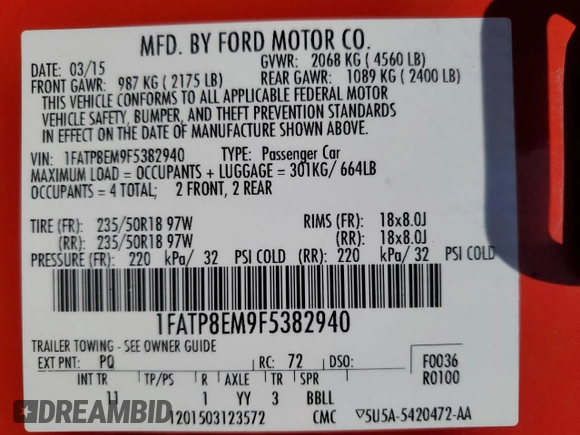 MFD. BY FORD MOTOR CO.
DATE: 03/15 GVWR: 2068 KG ( 4560 LB)
FRONT GAWR: 987 KG ( 2175 LB) REAR GAWR: 1089 KG ( 2400 LB)
THIS VEHICLE CONFORMS TO ALL APPLICABLE FEDERAL MOTOR
VEHICLE SAFETY, BUMPER, AND THEFT PREVENTION STANDARDS
IN EFFECT ON THE DATE OF MANUFACTURE SHOWN ABOVE.
VIN: 1FATP8EM9F5382940 TYPE: Passenger Car
MAXIMUM LOAD = OCCUPANTS + LUGGAGE = 301KG/ 664LB
OCCUPANTS = 4 TOTAL; 2 FRONT, 2 REAR
TIRE (FR): 235/50R18 97W RIMS (FR): 18x8.0J
(RR): 235/50R18 97W (RR): 18x8.0J
PRESSURE (FR): 220 kPa/ 32 PSI COLD (RR): 220 kPa/ 32 PSI COLD
1FATP8EM9F5382940
TRAILER TOWING - SEE OWNER GUIDE
EXT PNT: PQ RC: 72 DSO: F0036
R0100
INT TR TP/PS R AXLE TR SPR
1J 1 YY 3 BBLL
1201503123572 CMC ▽5U5A-5420472-AA
DREAMBID